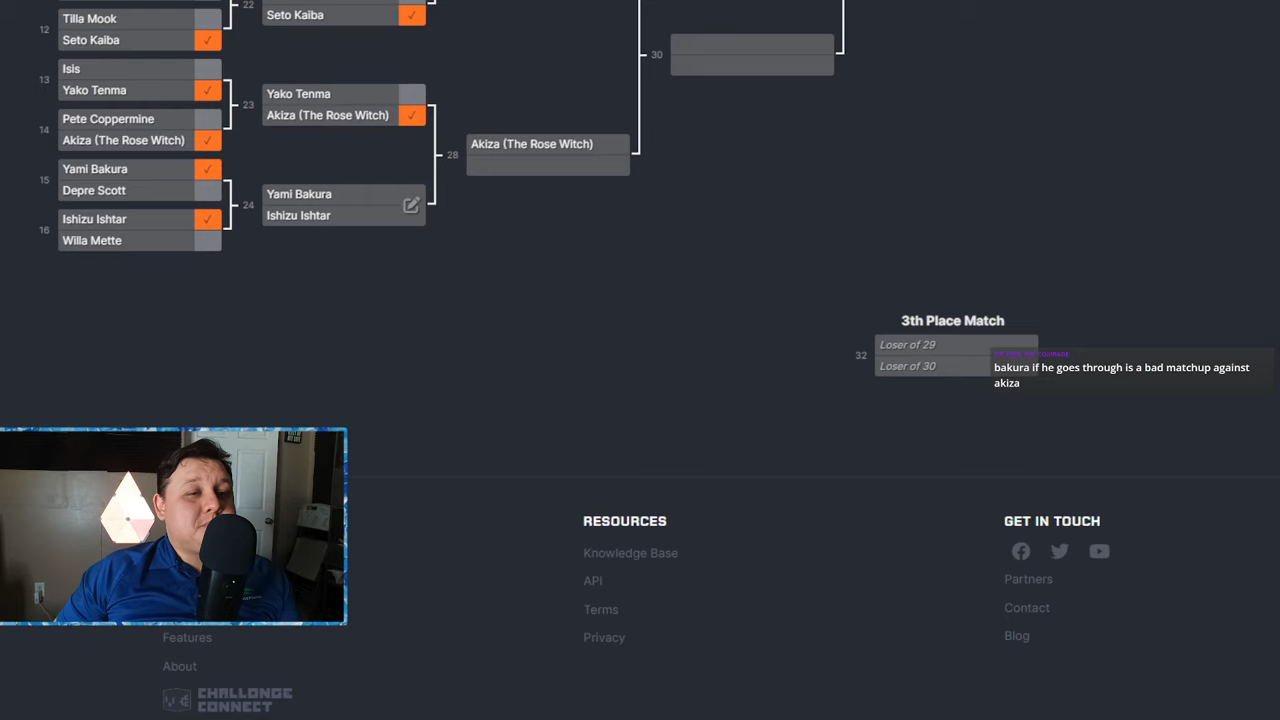 12
Tilla Mook
Seto Kaiba ✓
22
Seto Kaiba ✓
13
Isis
Yako Tenma ✓
14
Pete Coppermine
Akiza (The Rose Witch) ✓
15
Yami Bakura ✓
Depre Scott
16
Ishizu Ishtar ✓
Willa Mette
23
Yako Tenma
Akiza (The Rose Witch) ✓
24
Yami Bakura
Ishizu Ishtar
28
Akiza (The Rose Witch)
30
3th Place Match
32
Loser of 29
Loser of 30
bakura if he goes through is a bad matchup against
akiza
Features
About
CHALLONGE
CONNECT
RESOURCES
Knowledge Base
API
Terms
Privacy
GET IN TOUCH
Partners
Contact
Blog